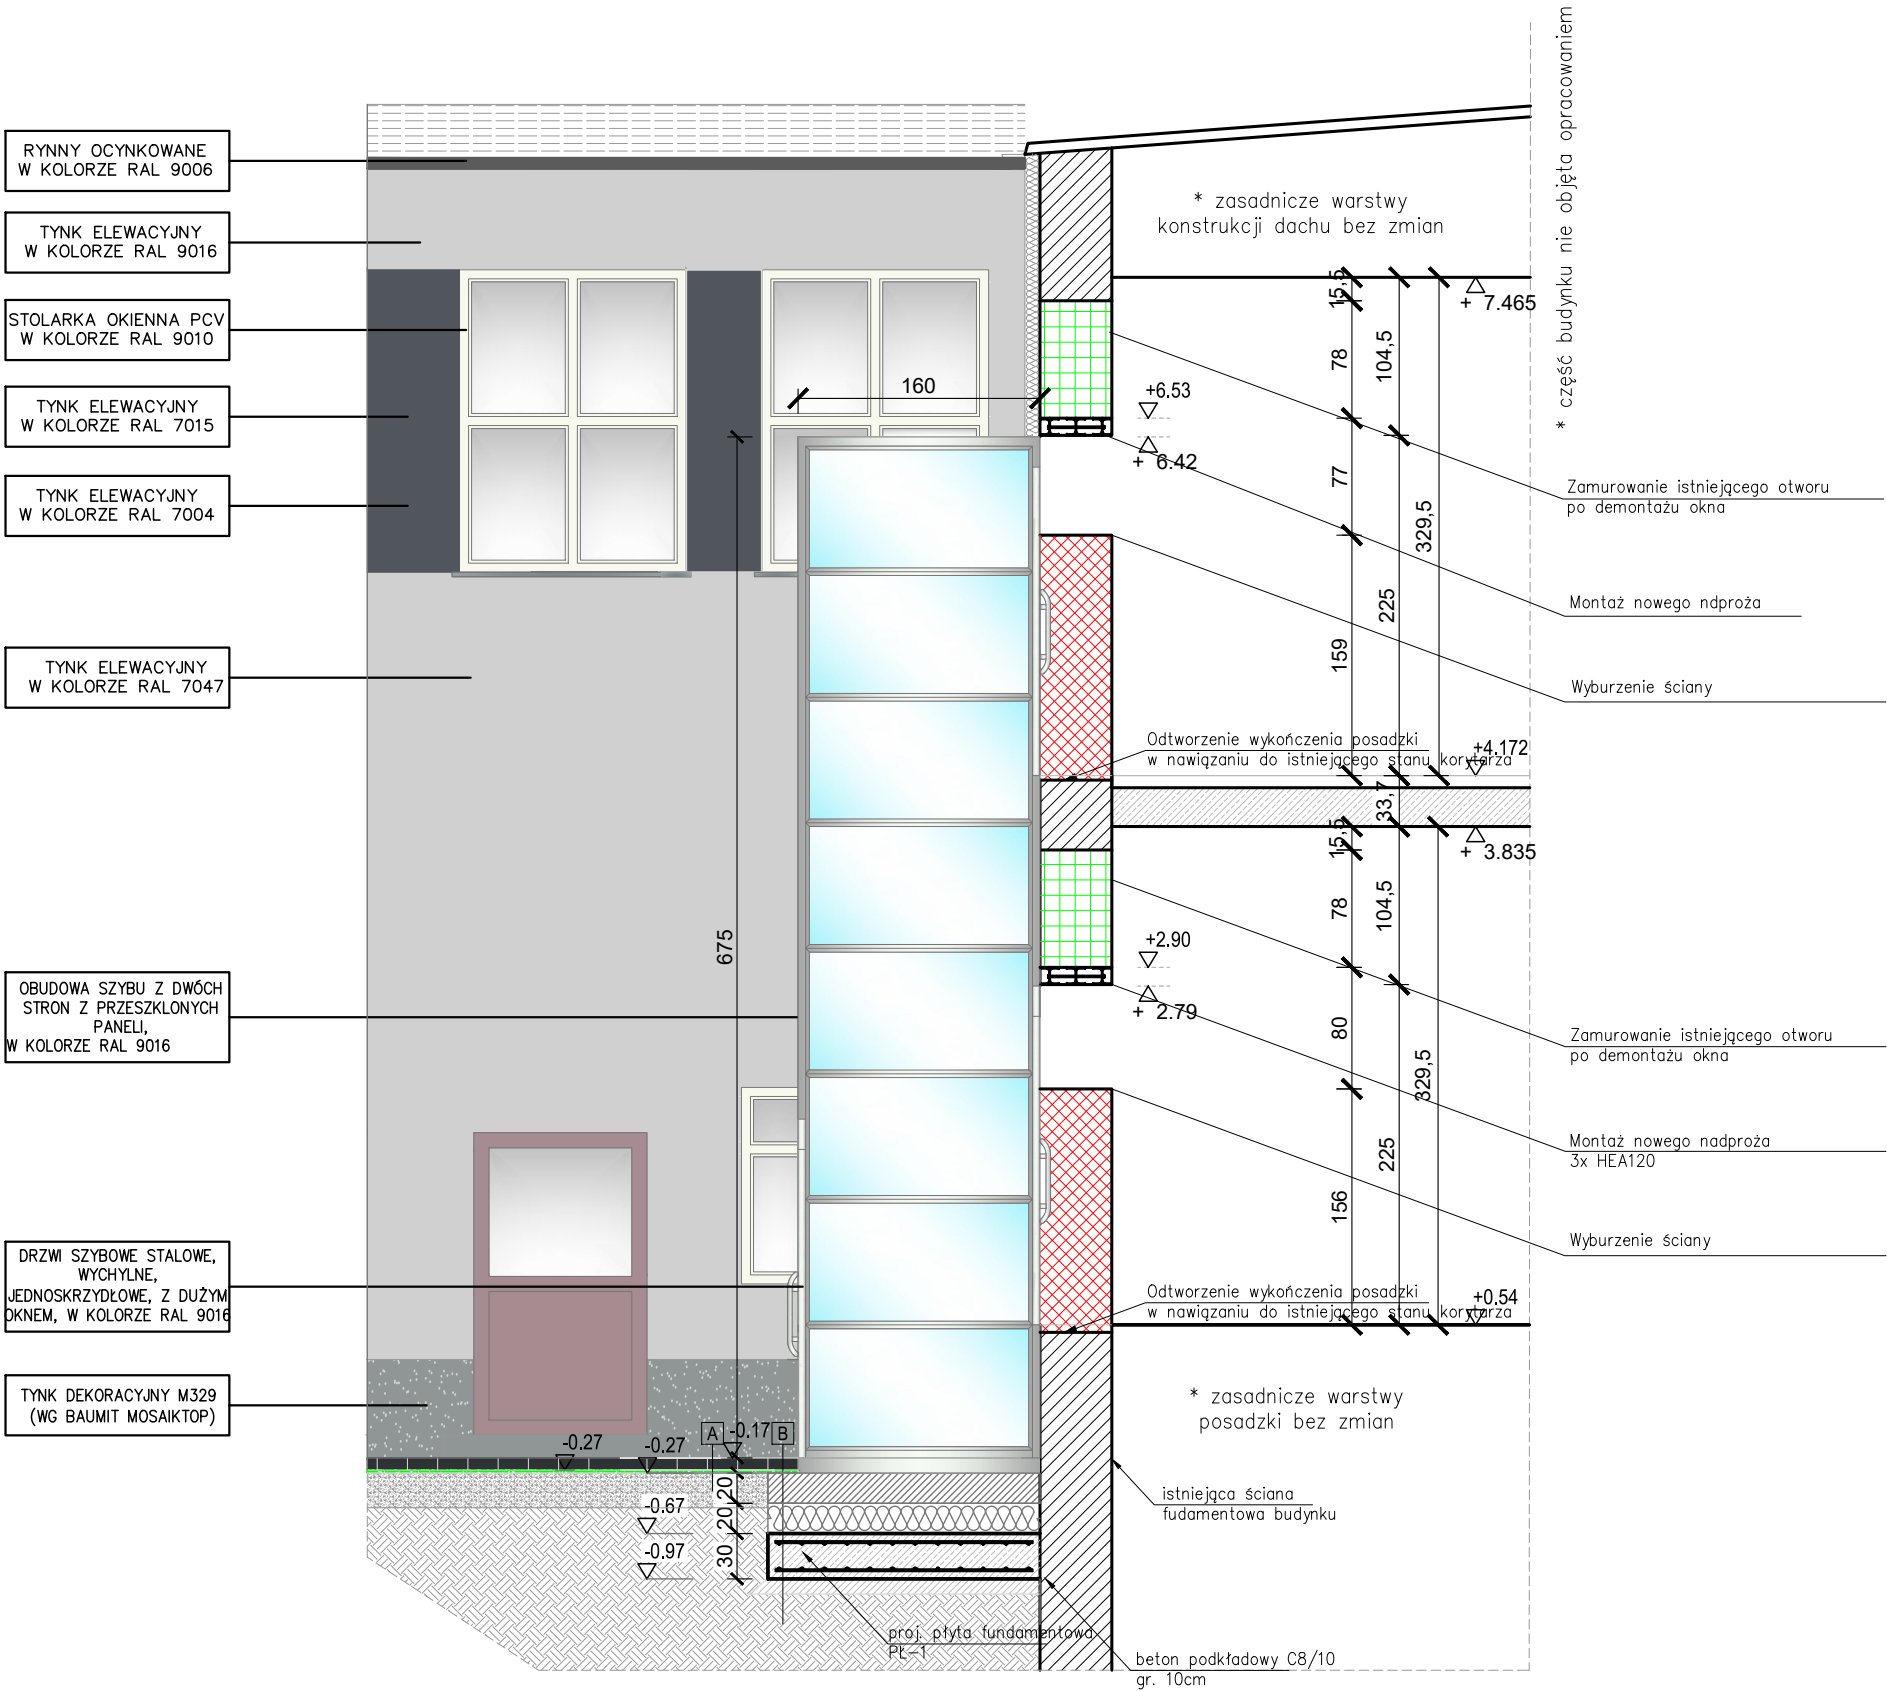 RYNNY OCYNKOWANE
W KOLORZE RAL 9006
TYNK ELEWACYJNY
W KOLORZE RAL 9016
STOLARKA OKIENNA PCV
W KOLORZE RAL 9010
TYNK ELEWACYJNY
W KOLORZE RAL 7015
TYNK ELEWACYJNY
W KOLORZE RAL 7004
TYNK ELEWACYJNY
W KOLORZE RAL 7047
OBUDOWA SZYBU Z DWÓCH
STRON Z PRZESZKLONYCH
PANELI,
W KOLORZE RAL 9016
DRZWI SZYBOWE STALOWE,
WYCHYLNE,
JEDNOSKRZYDŁOWE, Z DUŻYM
OKNEM, W KOLORZE RAL 9016
TYNK DEKORACYJNY M329
(WG BAUMIT MOSAIKTOP)
160
675
-0.27
-0.27
A
-0.17
B
20
-0.67
20
-0.97
30
proj. płyta fundamentowa
PŁ-1
beton podkładowy C8/10
gr. 10cm
istniejąca ściana
fudamentowa budynku
* zasadnicze warstwy
konstrukcji dachu bez zmian
* część budynku nie objęta opracowaniem
15,5
+ 7.465
78
104,5
+6.53
+ 6.42
77
329,5
Zamurowanie istniejącego otworu
po demontażu okna
225
Montaż nowego ndproża
159
Wyburzenie ściany
Odtworzenie wykończenia posadzki
w nawiązaniu do istniejącego stanu korytarza
+4.172
33,7
15,5
+ 3.835
78
104,5
+2.90
+ 2.79
80
329,5
Zamurowanie istniejącego otworu
po demontażu okna
225
Montaż nowego nadproża
3x HEA120
156
Wyburzenie ściany
Odtworzenie wykończenia posadzki
w nawiązaniu do istniejącego stanu korytarza
+0.54
* zasadnicze warstwy
posadzki bez zmian